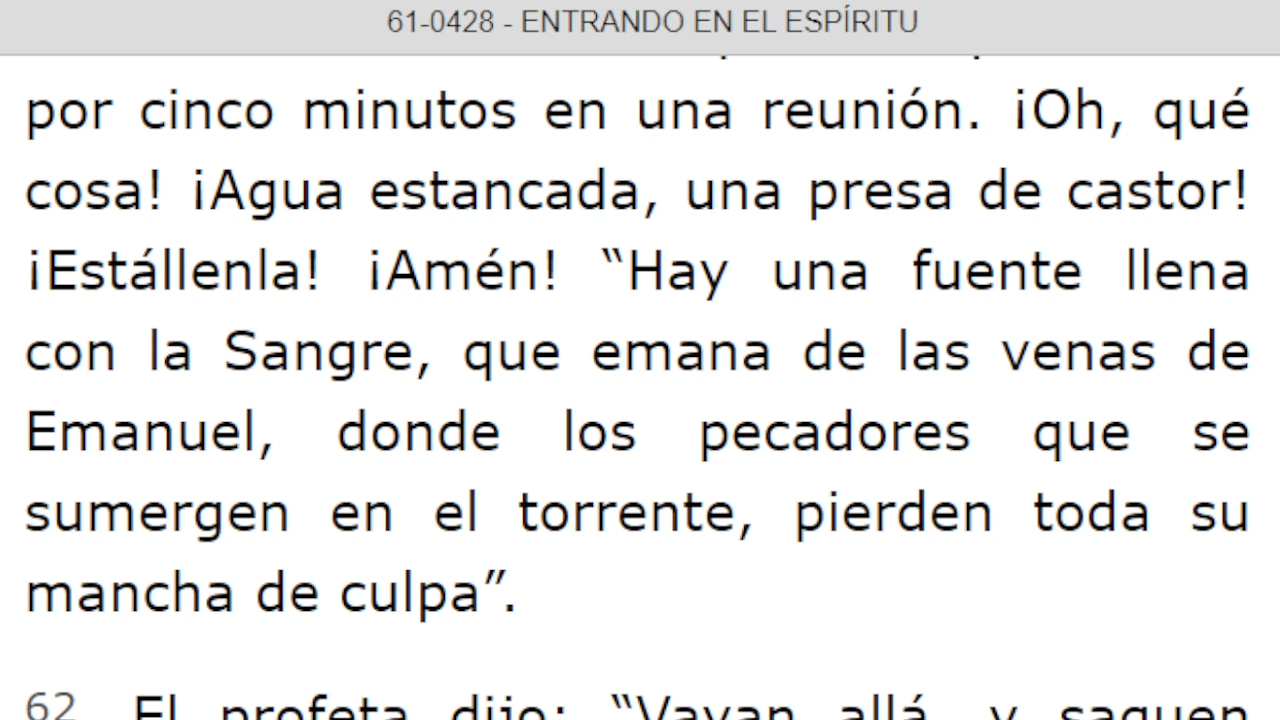 61-0428 - ENTRANDO EN EL ESPÍRITU
por cinco minutos en una reunión. ¡Oh, qué
cosa! ¡Agua estancada, una presa de castor!
¡Estállenla! ¡Amén! “Hay una fuente llena
con la Sangre, que emana de las venas de
Emanuel, donde los pecadores que se
sumergen en el torrente, pierden toda su
mancha de culpa”.
62 El profeta dijo: “Vayan allá, y saquen